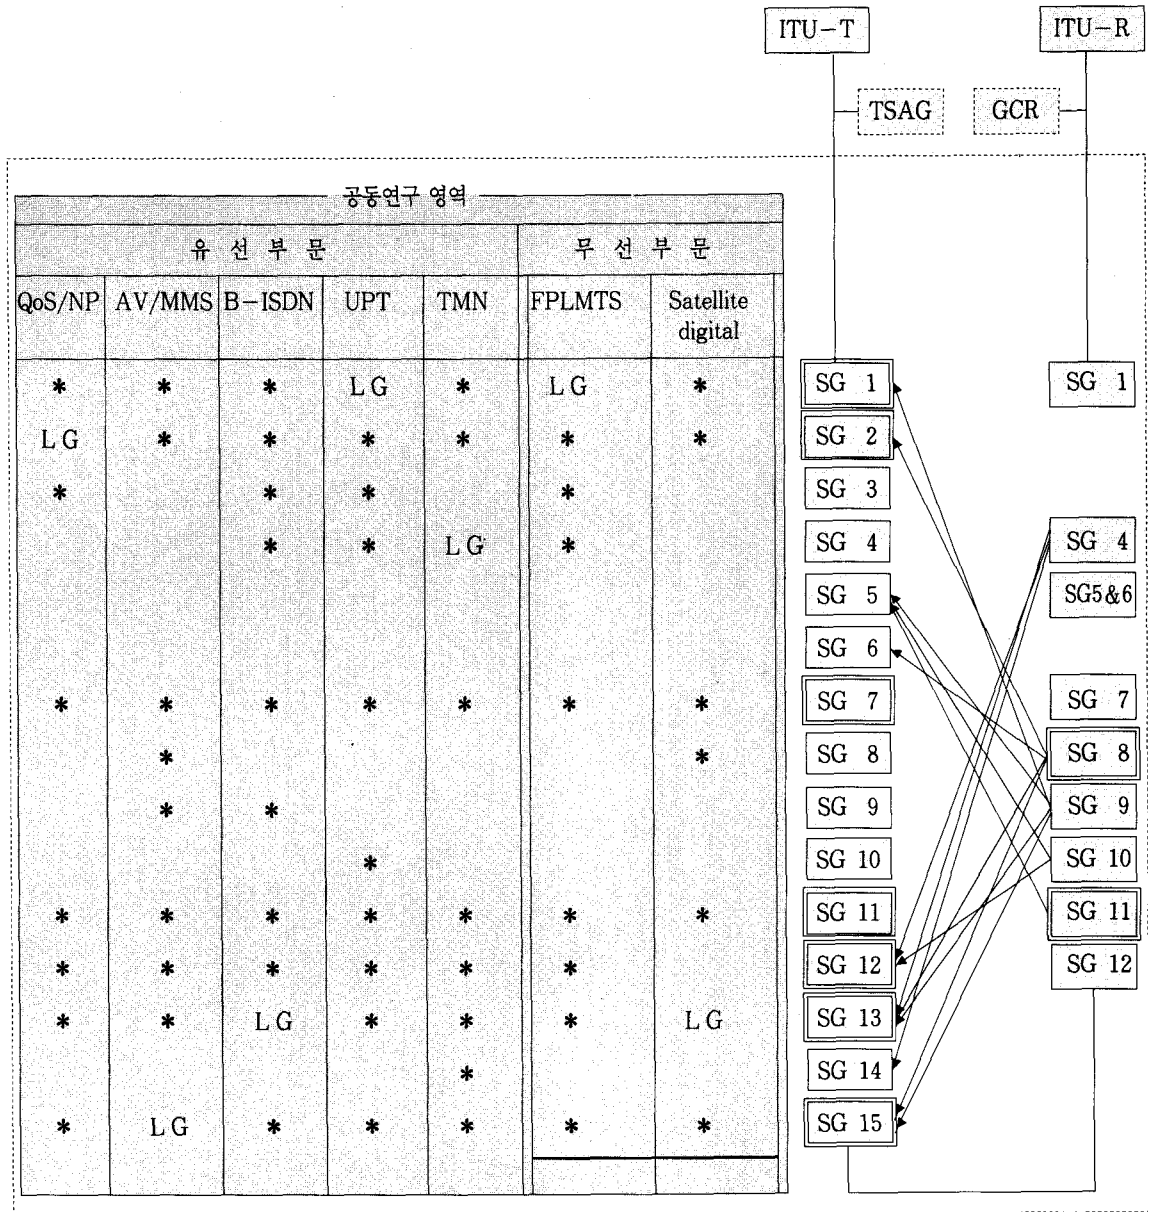 ITU-T ITU-R
TSAG GCR
공동연구 영역
유 선 부 문 무 선 부 문
QoS/NP AV/MMS B-ISDN UPT TMN FPLMTS Satellite
digital
* * * LG * LG * SG 1 SG 1
LG * * * * * * SG 2
* * * * SG 3
* * LG * SG 4 SG 4
SG 5 SG5&6
SG 6
* * * * * * * SG 7 SG 7
* * SG 8 SG 8
* * SG 9 SG 9
* SG 10 SG 10
* * * * * * * SG 11 SG 11
* * * * * * SG 12 SG 12
* * LG * * * LG SG 13
* SG 14
* LG * * * * * SG 15